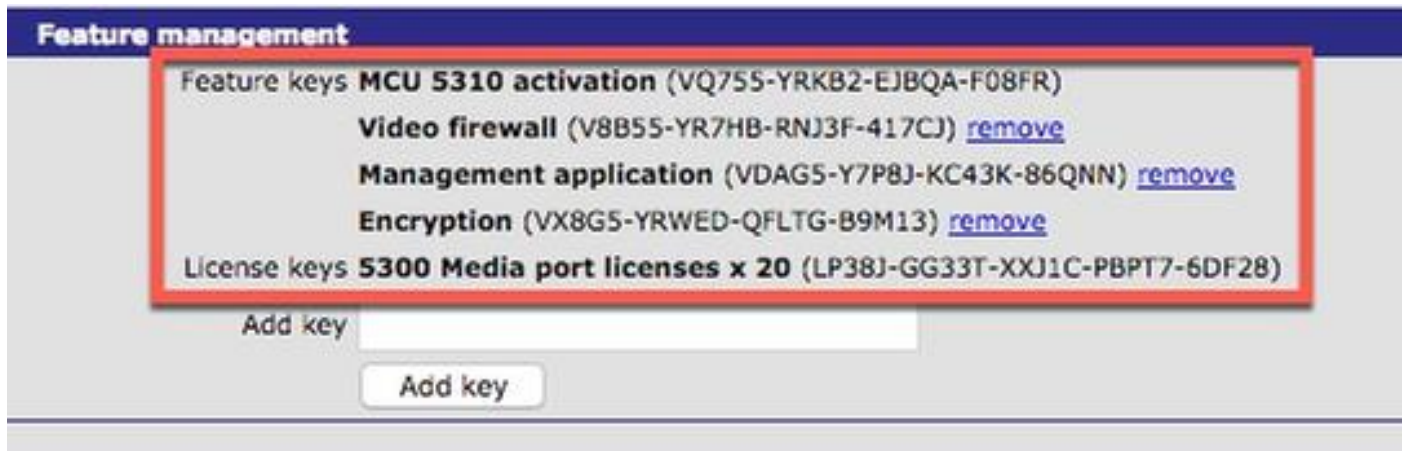 Feature management
Feature keys MCU 5310 activation (VQ755-YRKB2-EJBQA-F08FR)
Video firewall (V8B55-YR7HB-RNJ3F-417CJ) remove
Management application (VDAG5-Y7P8J-KC43K-86QNN) remove
Encryption (VX8G5-YRWED-QFLTG-B9M13) remove
License keys 5300 Media port licenses x 20 (LP38J-GG33T-XXJ1C-PBPT7-6DF28)
Add key
Add key